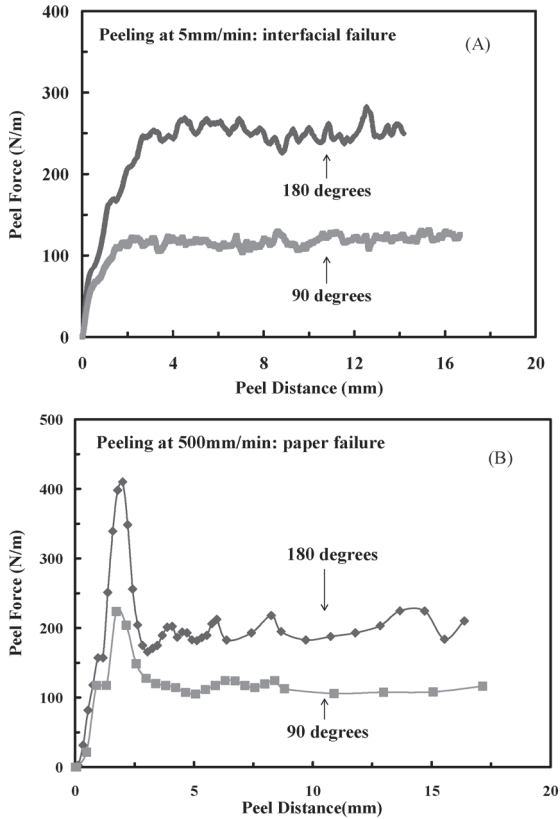 400
Peeling at 5mm/min: interfacial failure
(A)
300
Peel Force (N/m)
200
180 degrees
100
90 degrees
0
0 4 8 12 16 20
Peel Distance (mm)
500
Peeling at 500mm/min: paper failure
(B)
400
Peel Force (N/m)
300
180 degrees
200
100
90 degrees
0
0 5 10 15 20
Peel Distance(mm)